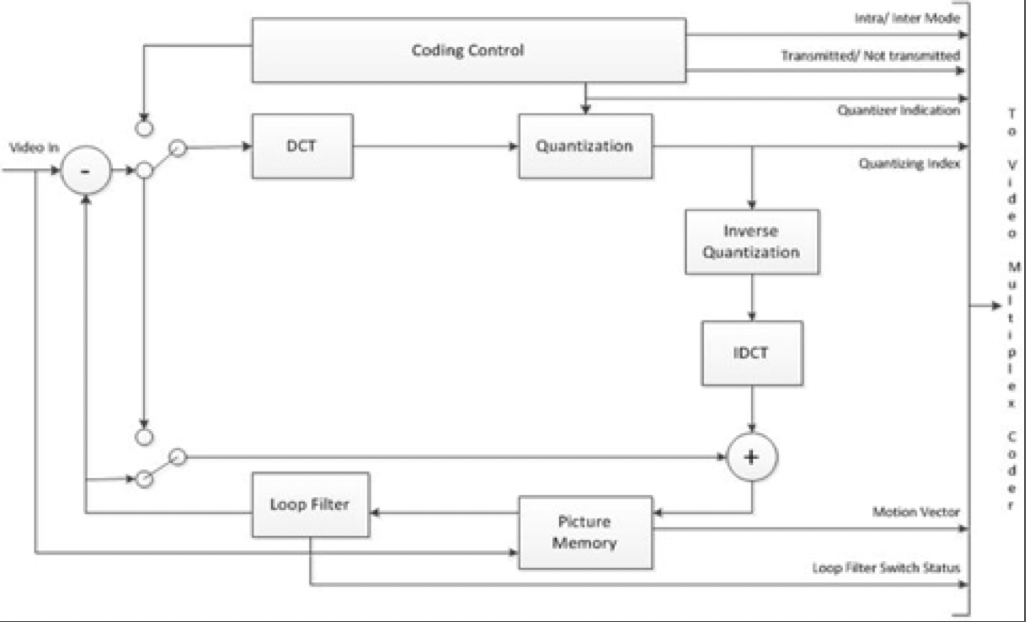 Intra/ Inter Mode
Coding Control
Transmitted/ Not transmitted
Quantizer Indication
Video In
-
DCT
Quantization
Quantizing Index
Inverse
Quantization
IDCT
+
Loop Filter
Picture
Memory
Motion Vector
Loop Filter Switch Status
To Video Multiplex Coder